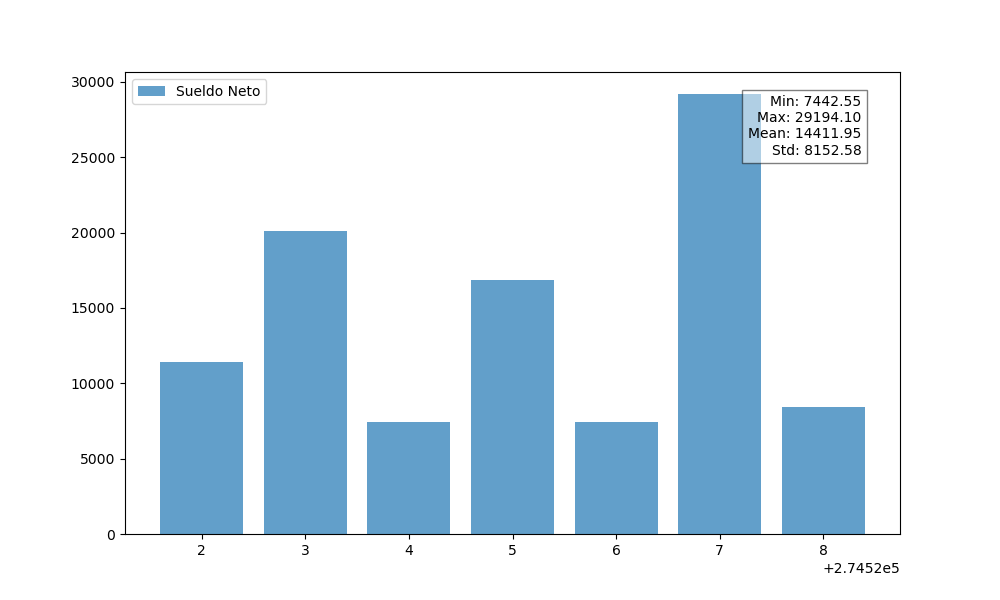 Sueldo Neto
Min: 7442.55
Max: 29194.10
Mean: 14411.95
Std: 8152.58
30000
25000
20000
15000
10000
5000
0
2 3 4 5 6 7 8
+2.7452e5